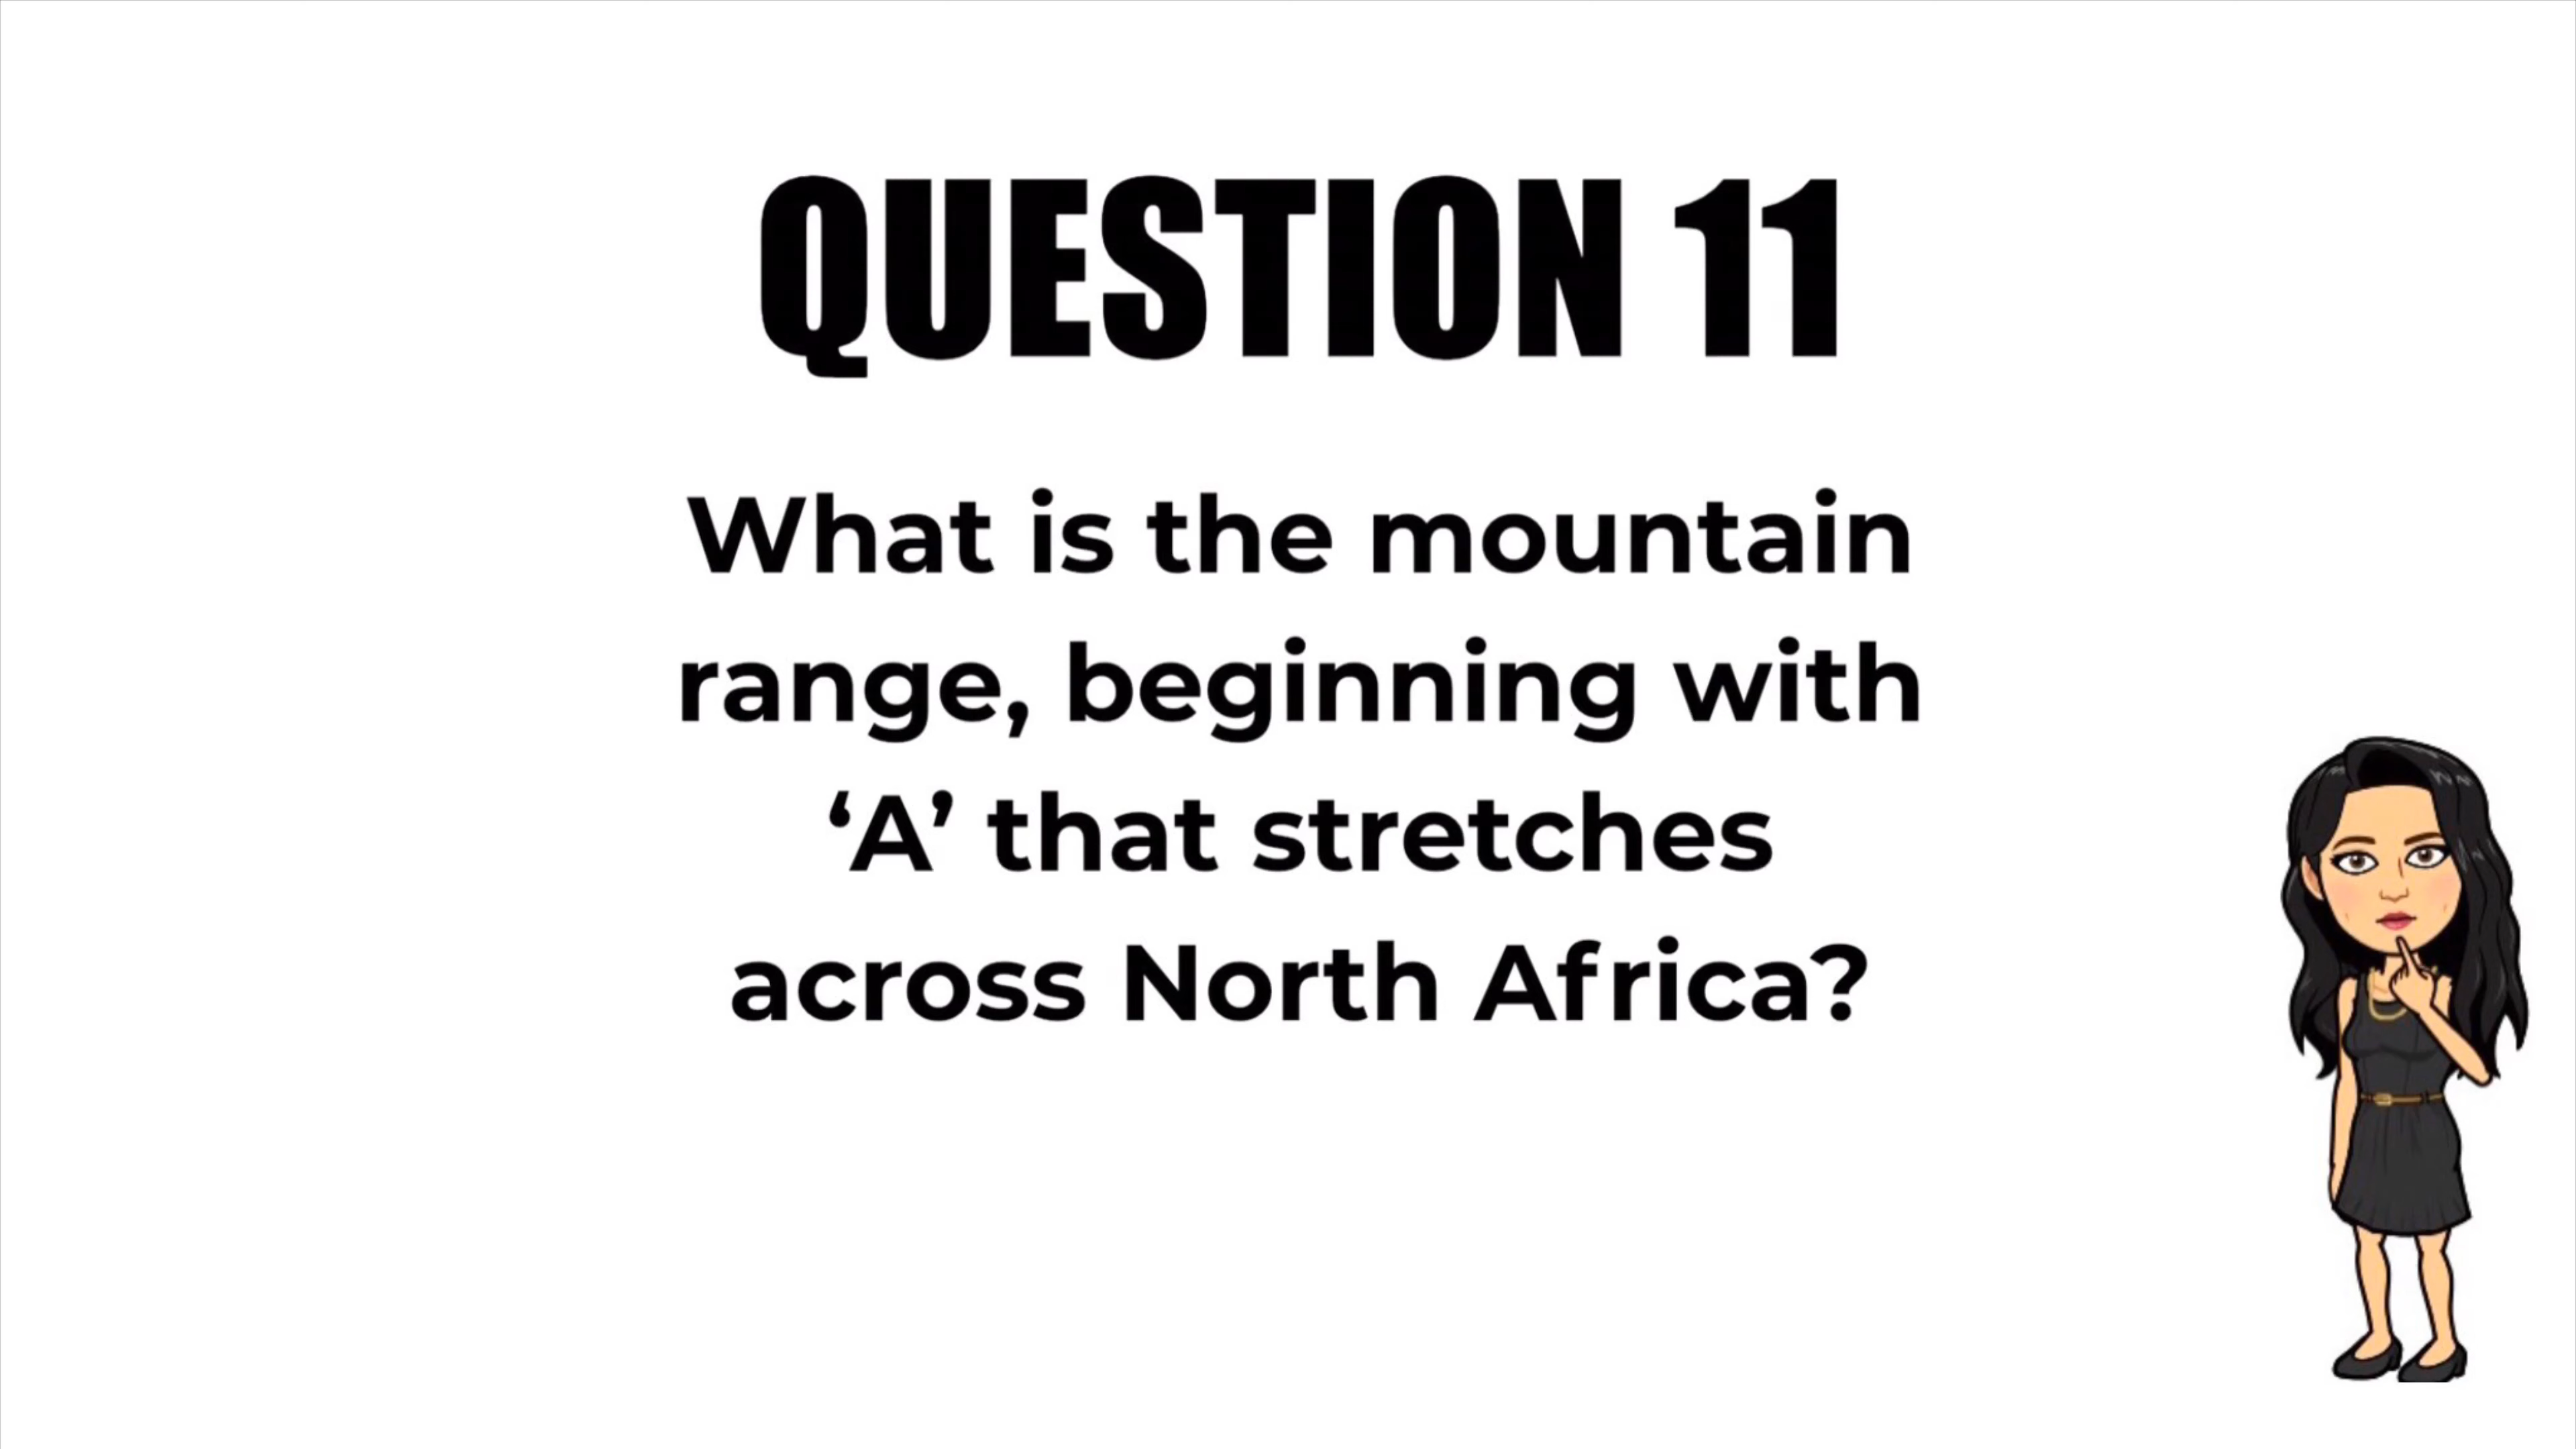 QUESTION 11
What is the mountain
range, beginning with
‘A’ that stretches
across North Africa?